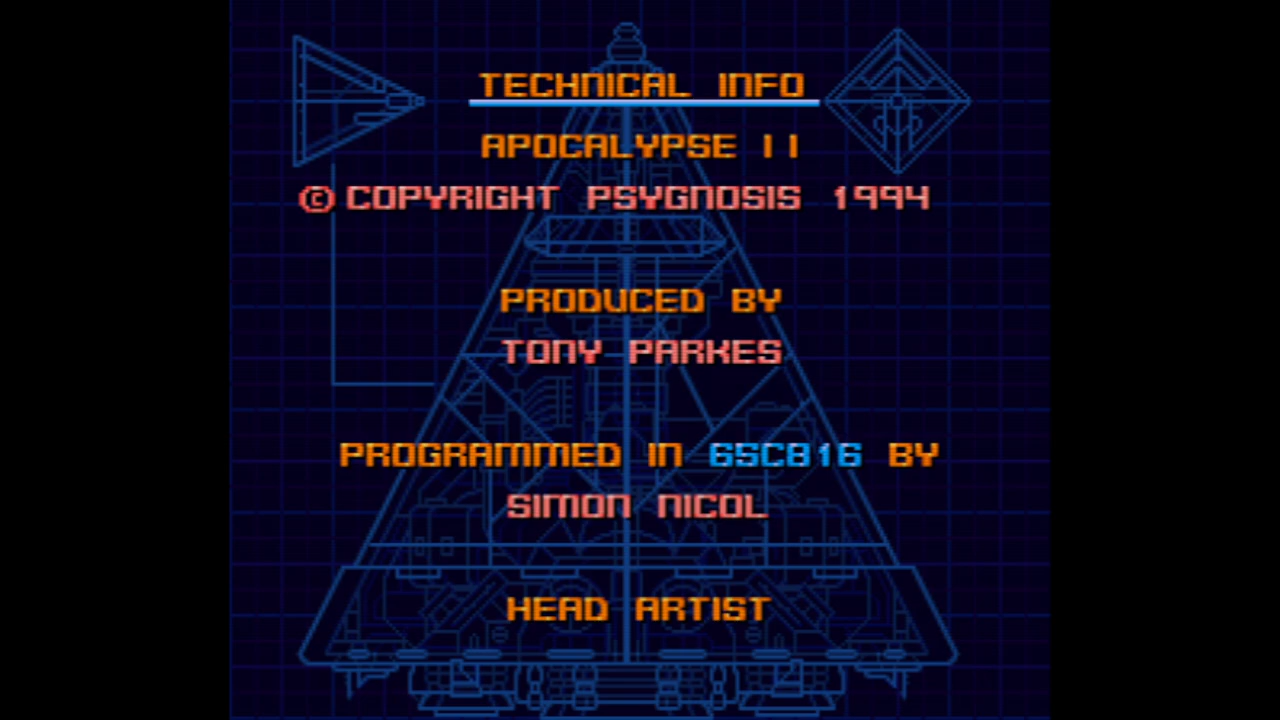 TECHNICAL INFO
APOCALYPSE II
© COPYRIGHT PSYGNOSIS 1994
PRODUCED BY
TONY PARKES
PROGRAMMED IN 65C816 BY
SIMON NICOL
HEAD ARTIST